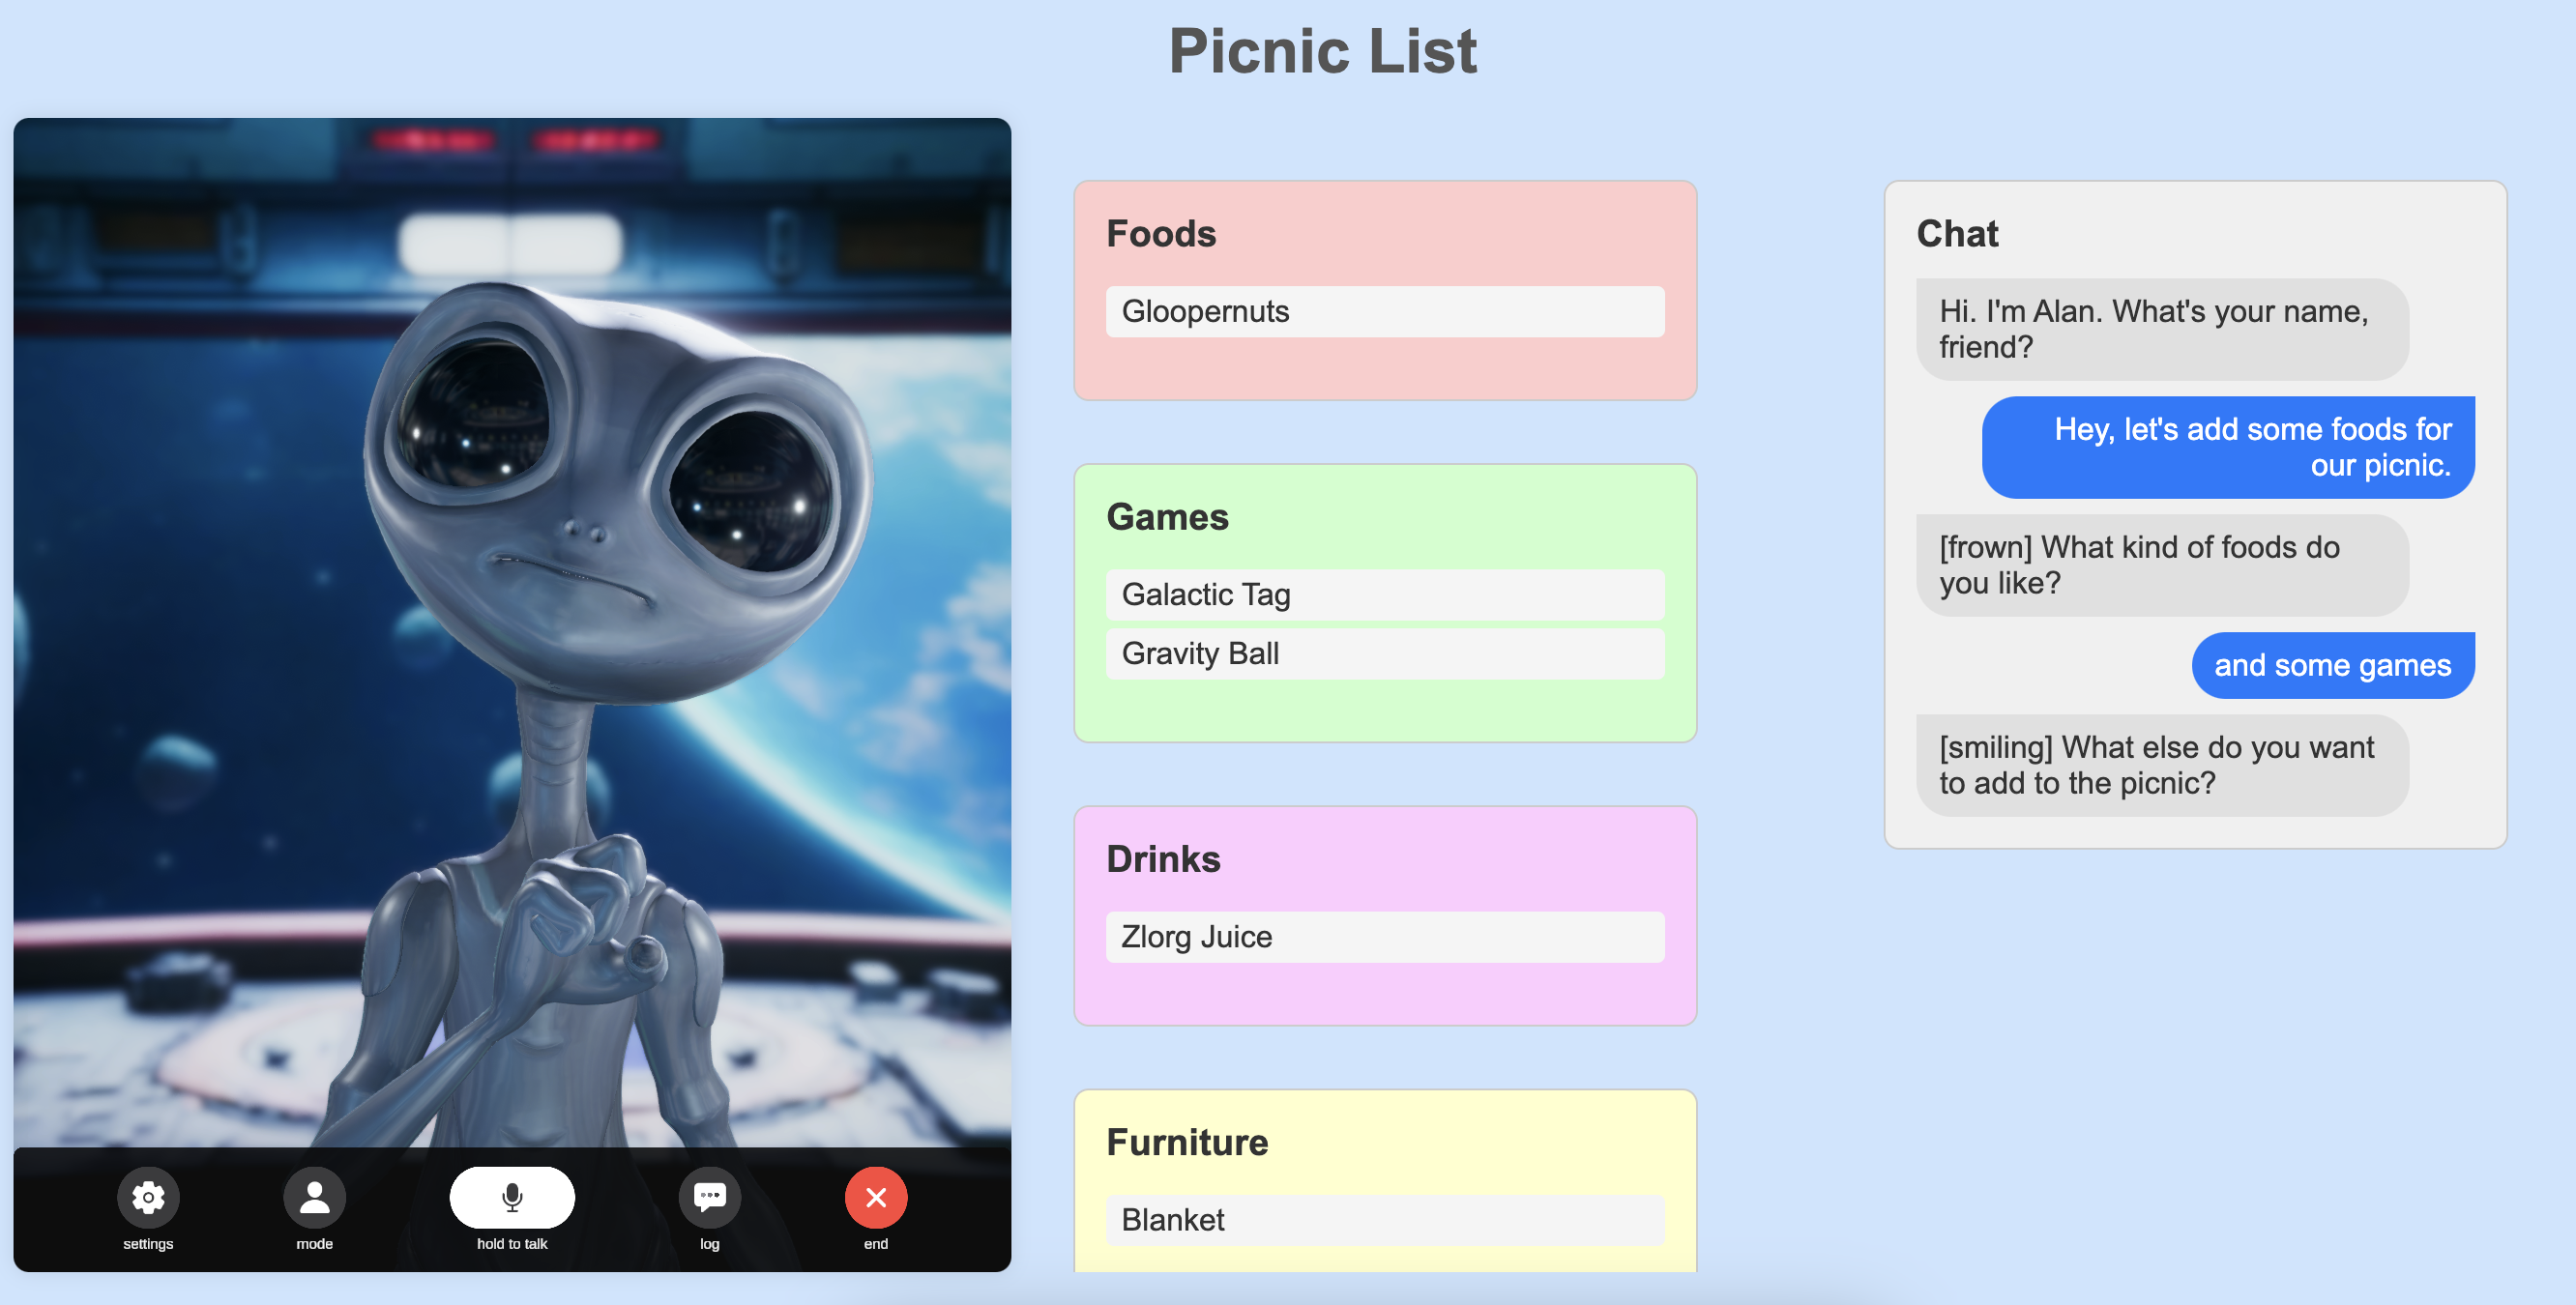 Picnic List
settings
mode
hold to talk
log
end
Foods
Gloopernuts
Games
Galactic Tag
Gravity Ball
Drinks
Zlorg Juice
Furniture
Blanket
Chat
Hi. I'm Alan. What's your name,
friend?
Hey, let's add some foods for
our picnic.
[frown] What kind of foods do
you like?
and some games
[smiling] What else do you want
to add to the picnic?